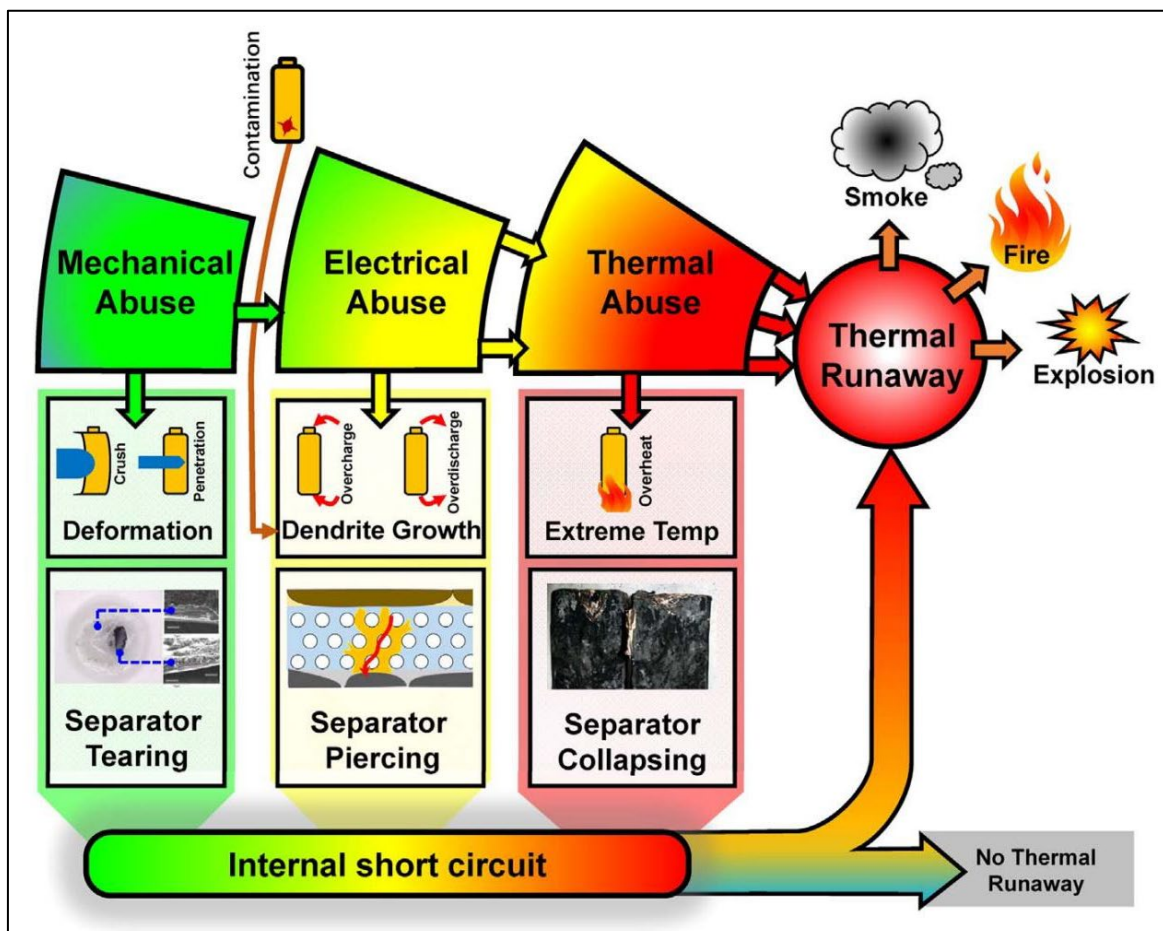 Contamination
Mechanical
Abuse
Electrical
Abuse
Thermal
Abuse
Smoke
Fire
Explosion
Thermal
Runaway
Crush
Penetration
Deformation
Overcharge
Overdischarge
Dendrite Growth
Overheat
Extreme Temp
Separator
Tearing
Separator
Piercing
Separator
Collapsing
Internal short circuit
No Thermal
Runaway